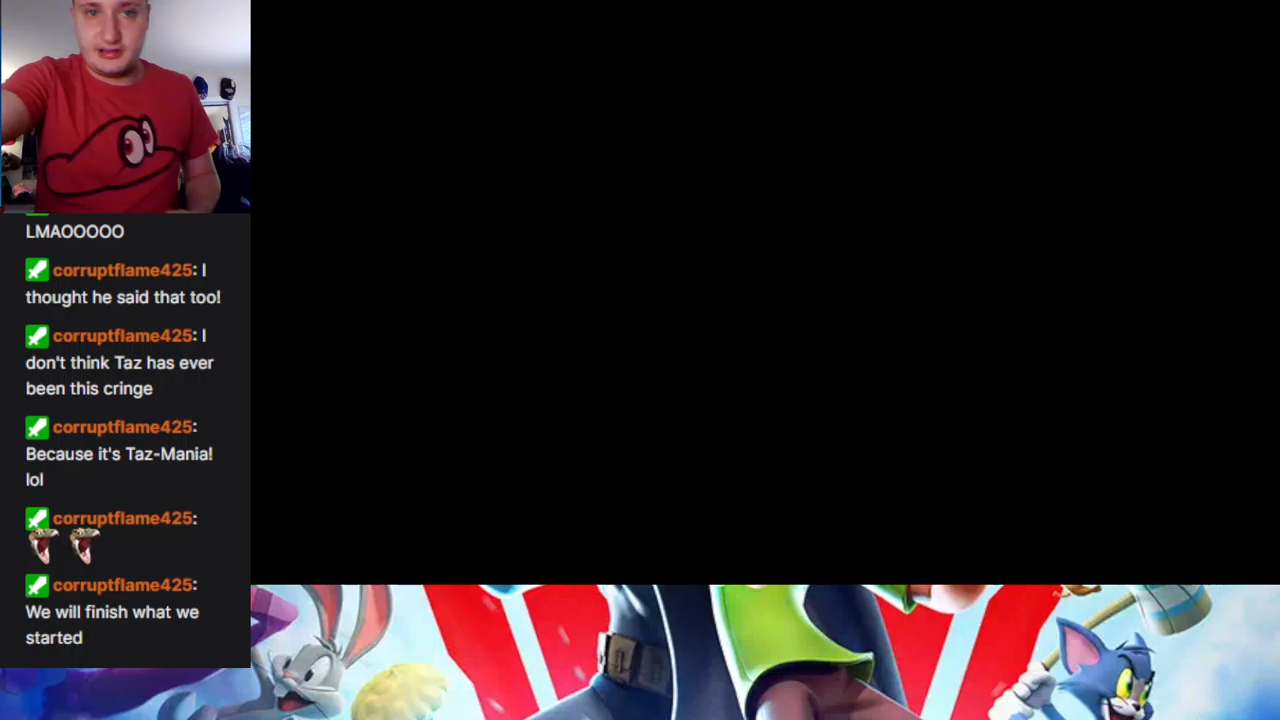 LMAOOOOO
corruptflame425: I
thought he said that too!
corruptflame425: I
don't think Taz has ever
been this cringe
corruptflame425:
Because it's Taz-Mania!
lol
corruptflame425:
corruptflame425:
We will finish what we
started